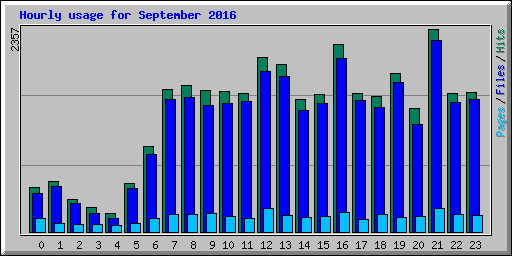 Hourly usage for September 2016
2357
Pages / Files / Hits
0 1 2 3 4 5 6 7 8 9 10 11 12 13 14 15 16 17 18 19 20 21 22 23